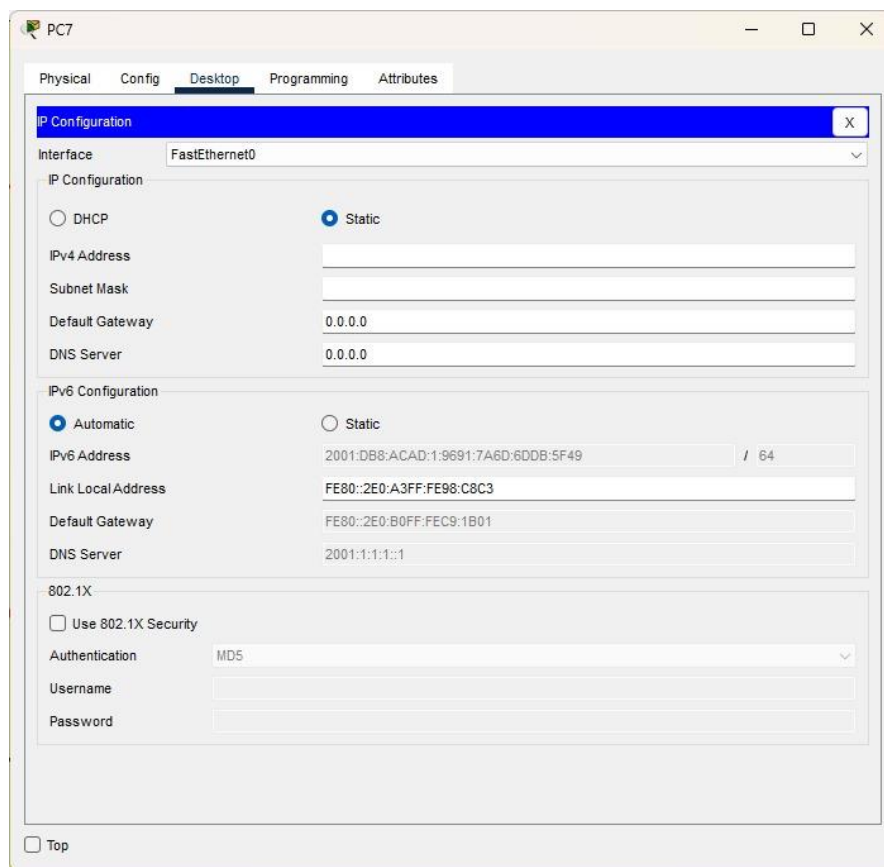 PC7
Physical Config Desktop Programming Attributes
IP Configuration X
Interface FastEthernet0
IP Configuration
DHCP Static
IPv4 Address
Subnet Mask
Default Gateway 0.0.0.0
DNS Server 0.0.0.0
IPv6 Configuration
Automatic Static
IPv6 Address 2001:DB8:ACAD:1:9691:7A6D:6DDB:5F49 / 64
Link Local Address FE80::2E0:A3FF:FE98:C8C3
Default Gateway FE80::2E0:B0FF:FEC9:1B01
DNS Server 2001:1:1:1::1
802.1X
Use 802.1X Security
Authentication MD5
Username
Password
Top